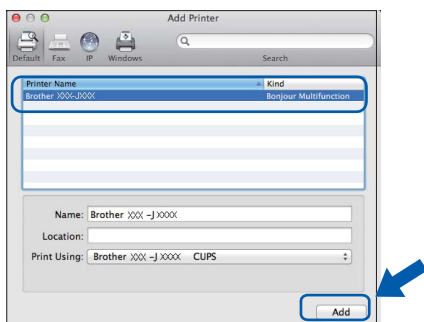 Add Printer
Default Fax IP Windows Search
Printer Name Kind
Brother XXX-JXXX Bonjour Multifunction
Name: Brother XXX -J XXXX
Location:
Print Using: Brother XXX -J XXXX CUPS
Add